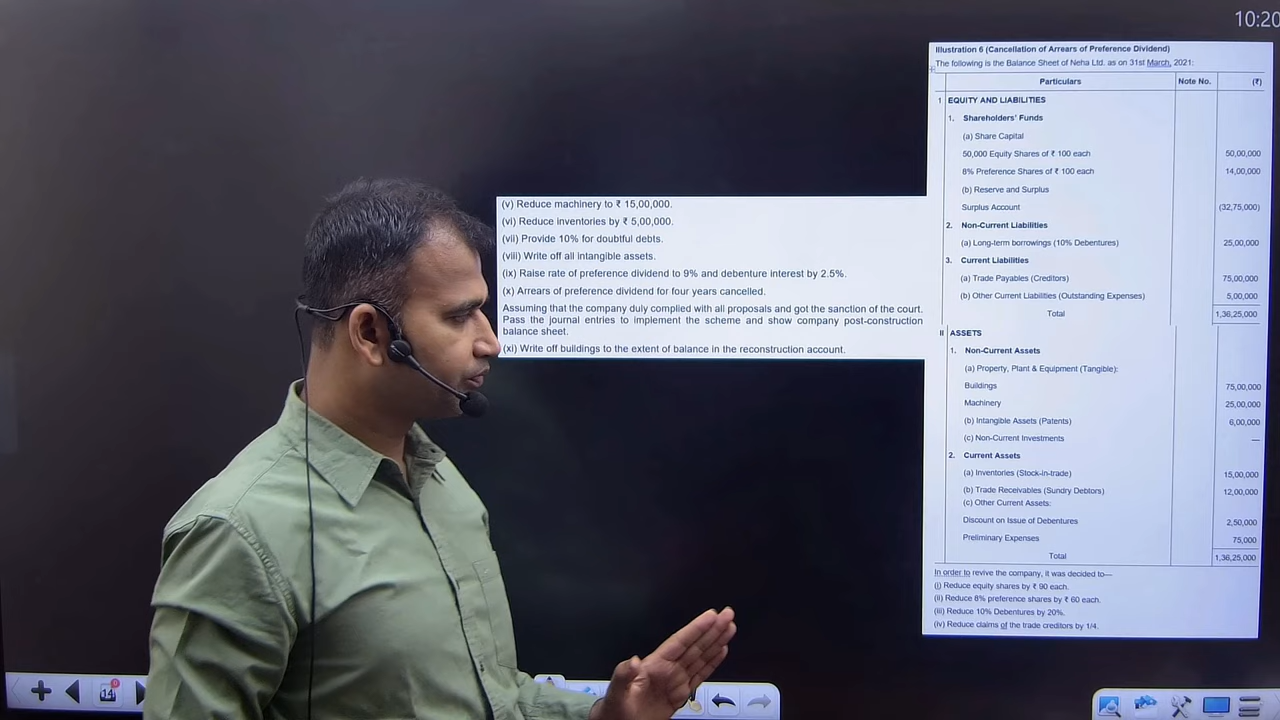 10:20
Illustration 6 (Cancellation of Arrears of Preference Dividend)
The following is the Balance Sheet of Neha Ltd. as on 31st March, 2021:
Particulars Note No. (₹)
I EQUITY AND LIABILITIES
1. Shareholders' Funds
(a) Share Capital
50,000 Equity Shares of ₹ 100 each 50,00,000
8% Preference Shares of ₹ 100 each 14,00,000
(b) Reserve and Surplus
Surplus Account (32,75,000)
2. Non-Current Liabilities
(a) Long-term borrowings (10% Debentures) 25,00,000
3. Current Liabilities
(a) Trade Payables (Creditors) 75,00,000
(b) Other Current Liabilities (Outstanding Expenses) 5,00,000
Total 1,36,25,000
II ASSETS
1. Non-Current Assets
(a) Property, Plant & Equipment (Tangible):
Buildings 75,00,000
Machinery 25,00,000
(b) Intangible Assets (Patents) 6,00,000
(c) Non-Current Investments —
2. Current Assets
(a) Inventories (Stock-in-trade) 15,00,000
(b) Trade Receivables (Sundry Debtors) 12,00,000
(c) Other Current Assets:
Discount on Issue of Debentures 2,50,000
Preliminary Expenses 75,000
Total 1,36,25,000
In order to revive the company, it was decided to—
(i) Reduce equity shares by ₹ 90 each.
(ii) Reduce 8% preference shares by ₹ 60 each.
(iii) Reduce 10% Debentures by 20%.
(iv) Reduce claims of the trade creditors by 1/4.
(v) Reduce machinery to ₹ 15,00,000.
(vi) Reduce inventories by ₹ 5,00,000.
(vii) Provide 10% for doubtful debts.
(viii) Write off all intangible assets.
(ix) Raise rate of preference dividend to 9% and debenture interest by 2.5%.
(x) Arrears of preference dividend for four years cancelled.
Assuming that the company duly complied with all proposals and got the sanction of the court.
Pass the journal entries to implement the scheme and show company post-construction
balance sheet.
(xi) Write off buildings to the extent of balance in the reconstruction account.
14
0